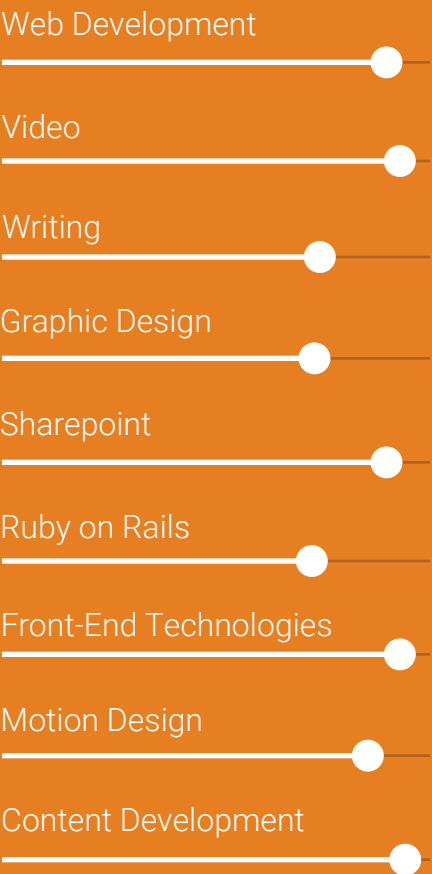 Web Development
Video
Writing
Graphic Design
Sharepoint
Ruby on Rails
Front-End Technologies
Motion Design
Content Development